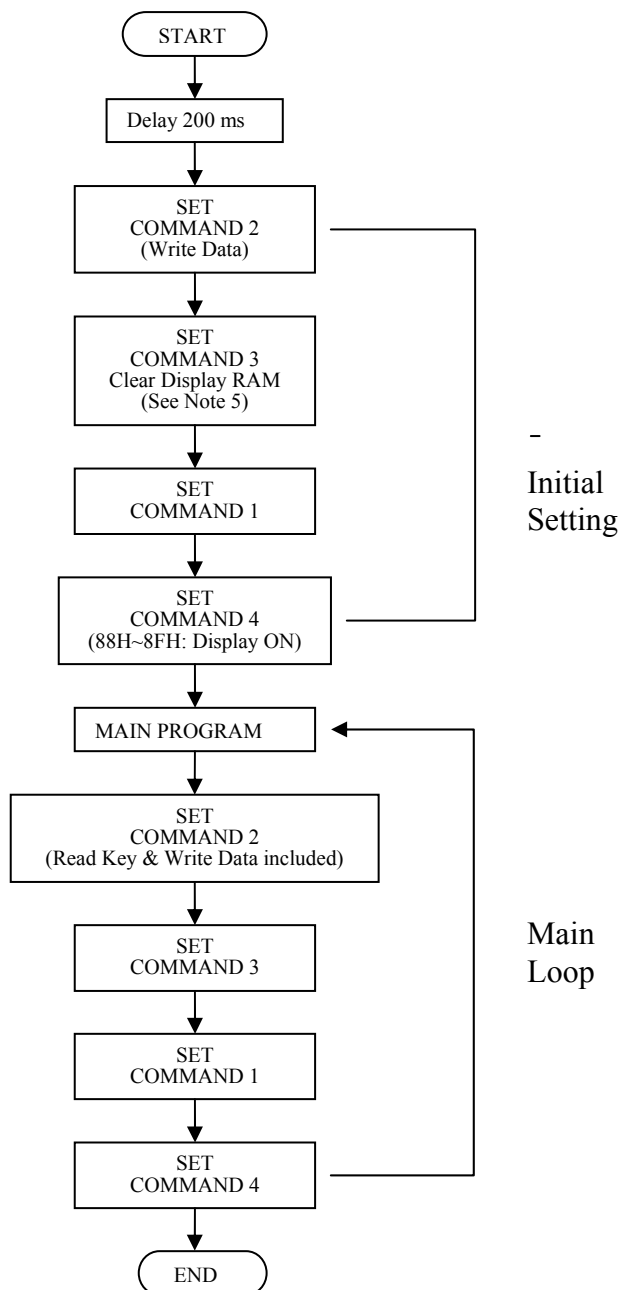 START
Delay 200 ms
SET
COMMAND 2
(Write Data)
SET
COMMAND 3
Clear Display RAM
(See Note 5)
SET
COMMAND 1
SET
COMMAND 4
(88H~8FH: Display ON)
-
Initial
Setting
MAIN PROGRAM
SET
COMMAND 2
(Read Key & Write Data included)
SET
COMMAND 3
SET
COMMAND 1
SET
COMMAND 4
Main
Loop
END